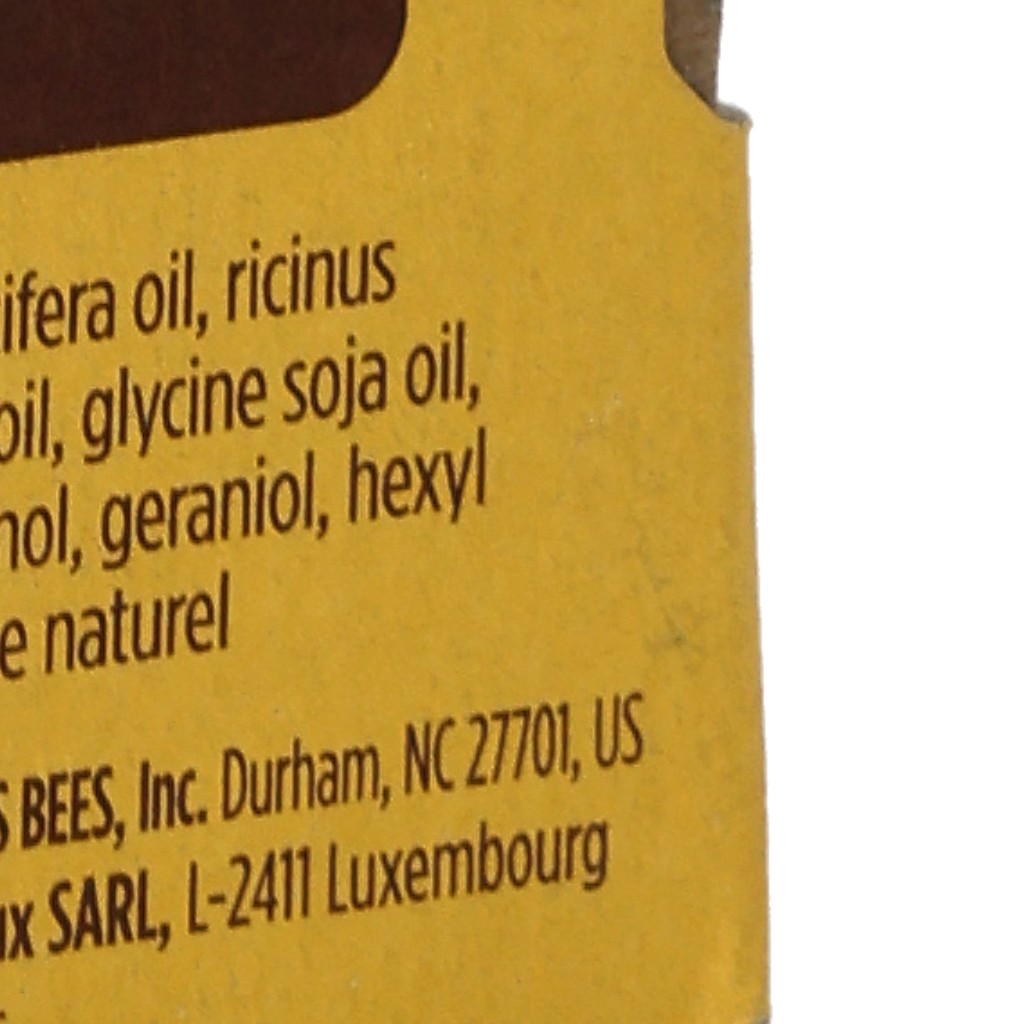 ifera oil, ricinus
oil, glycine soja oil,
nol, geraniol, hexyl
e naturel
S BEES, Inc. Durham, NC 27701, US
ux SARL, L-2411 Luxembourg